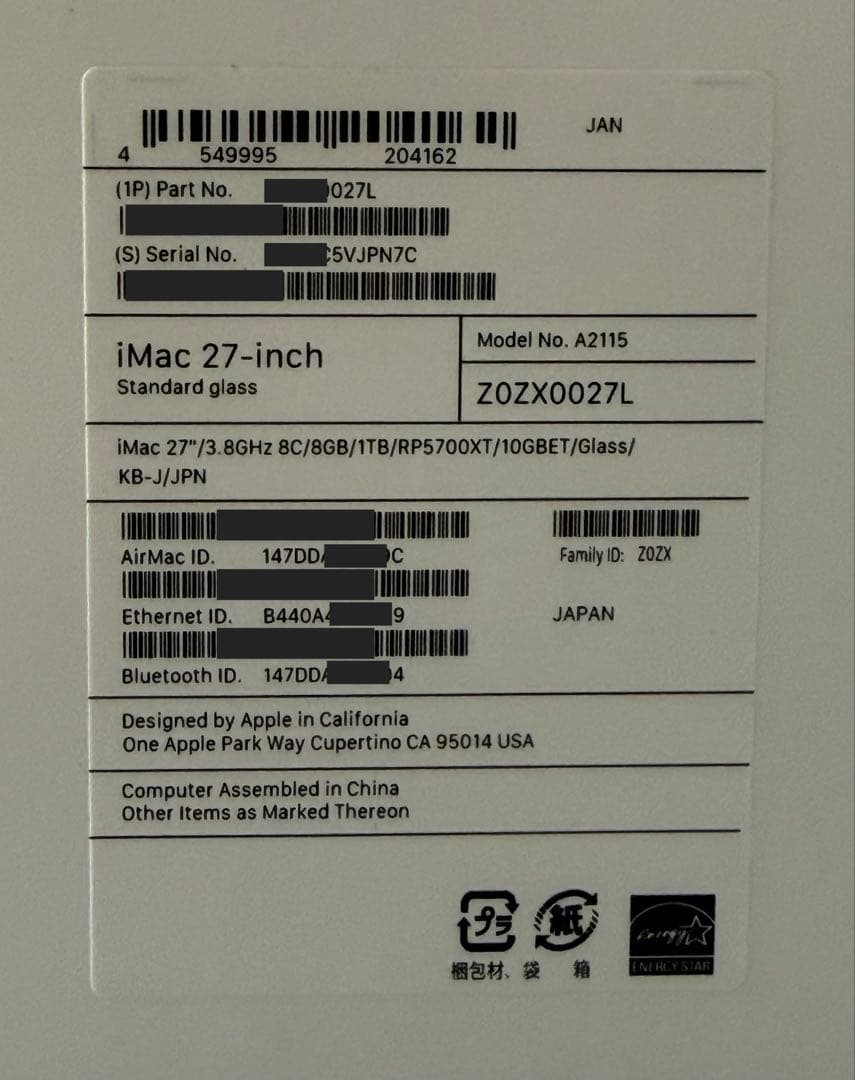 JAN
4 549995 204162
(1P) Part No. 027L
(S) Serial No. 5VJPN7C
iMac 27-inch
Standard glass
Model No. A2115
Z0ZX0027L
iMac 27"/3.8GHz 8C/8GB/1TB/RP5700XT/10GBET/Glass/
KB-J/JPN
AirMac ID. 147DD C
Family ID: Z0ZX
Ethernet ID. B440A 9
JAPAN
Bluetooth ID. 147DD 4
Designed by Apple in California
One Apple Park Way Cupertino CA 95014 USA
Computer Assembled in China
Other Items as Marked Thereon
プラ 紙 energy
梱包材、袋 箱 ENERGY STAR